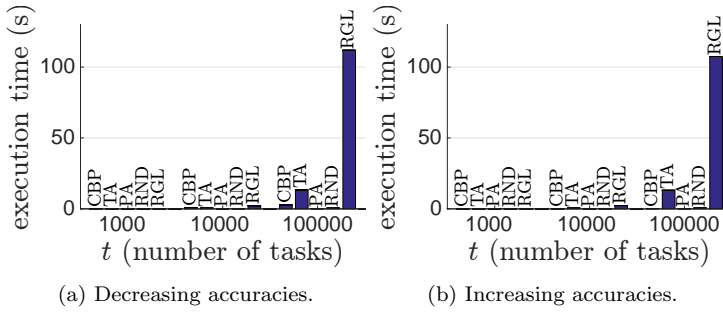 execution time (s)
100
50
0
CBP TA PA RND RGL
CBP TA PA RND RGL
CBP TA PA RND RGL
1000 10000 100000
t (number of tasks)
(a) Decreasing accuracies.
execution time (s)
100
50
0
CBP TA PA RND RGL
CBP TA PA RND RGL
CBP TA PA RND RGL
1000 10000 100000
t (number of tasks)
(b) Increasing accuracies.